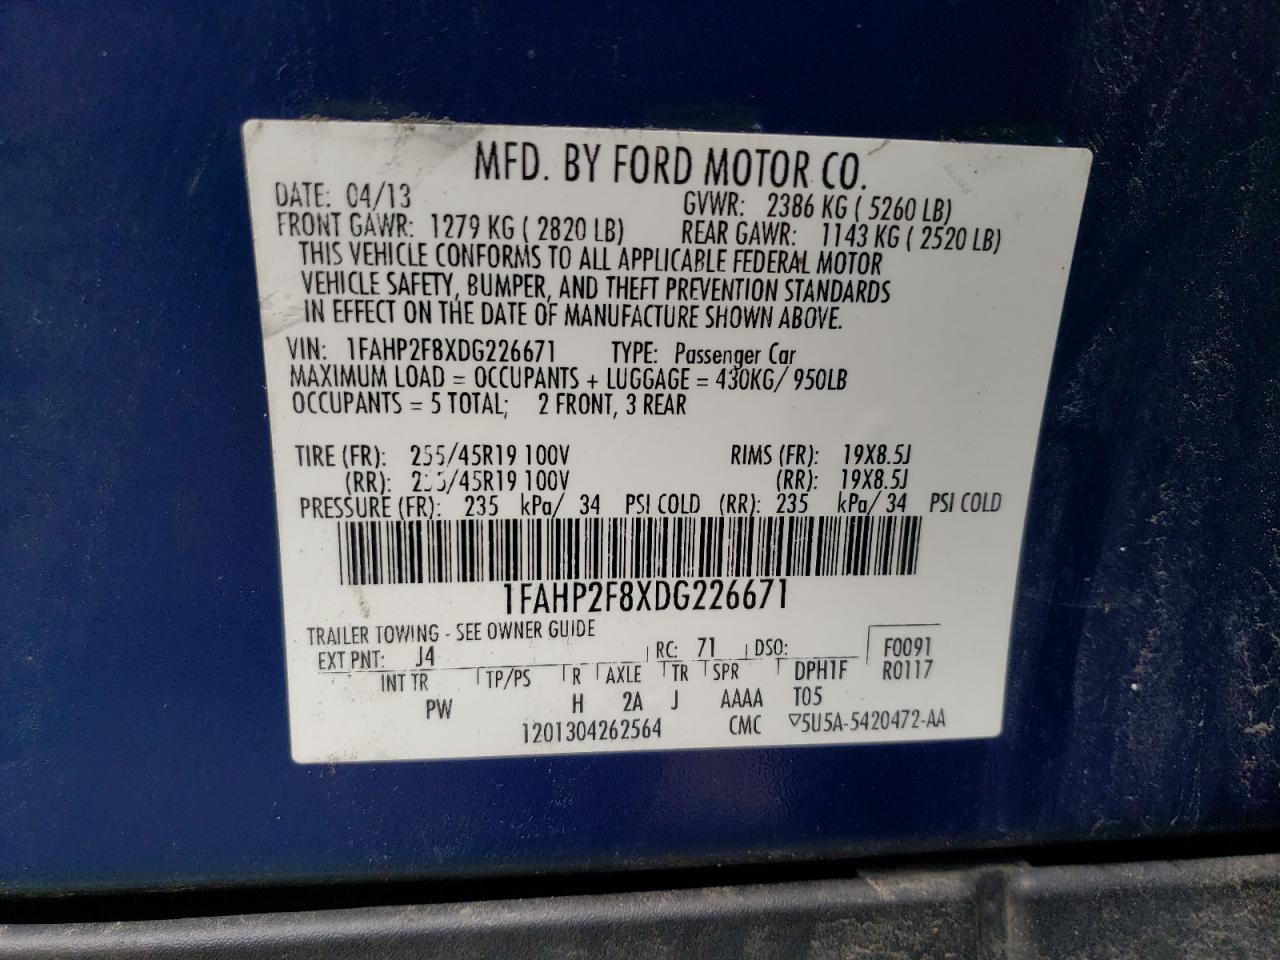 MFD. BY FORD MOTOR CO.
DATE: 04/13 GVWR: 2386 KG ( 5260 LB)
FRONT GAWR: 1279 KG ( 2820 LB) REAR GAWR: 1143 KG ( 2520 LB)
THIS VEHICLE CONFORMS TO ALL APPLICABLE FEDERAL MOTOR
VEHICLE SAFETY, BUMPER, AND THEFT PREVENTION STANDARDS
IN EFFECT ON THE DATE OF MANUFACTURE SHOWN ABOVE.
VIN: 1FAHP2F8XDG226671 TYPE: Passenger Car
MAXIMUM LOAD = OCCUPANTS + LUGGAGE = 430KG/ 950LB
OCCUPANTS = 5 TOTAL; 2 FRONT, 3 REAR
TIRE (FR): 255/45R19 100V RIMS (FR): 19X8.5J
(RR): 255/45R19 100V (RR): 19X8.5J
PRESSURE (FR): 235 kPa/ 34 PSI COLD (RR): 235 kPa/ 34 PSI COLD
1FAHP2F8XDG226671
TRAILER TOWING - SEE OWNER GUIDE
EXT PNT: J4 RC: 71 DSO: F0091
INT TR TP/PS R AXLE TR SPR DPH1F R0117
PW H 2A J AAAA T05
1201304262564 CMC ▽5U5A-5420472-AA